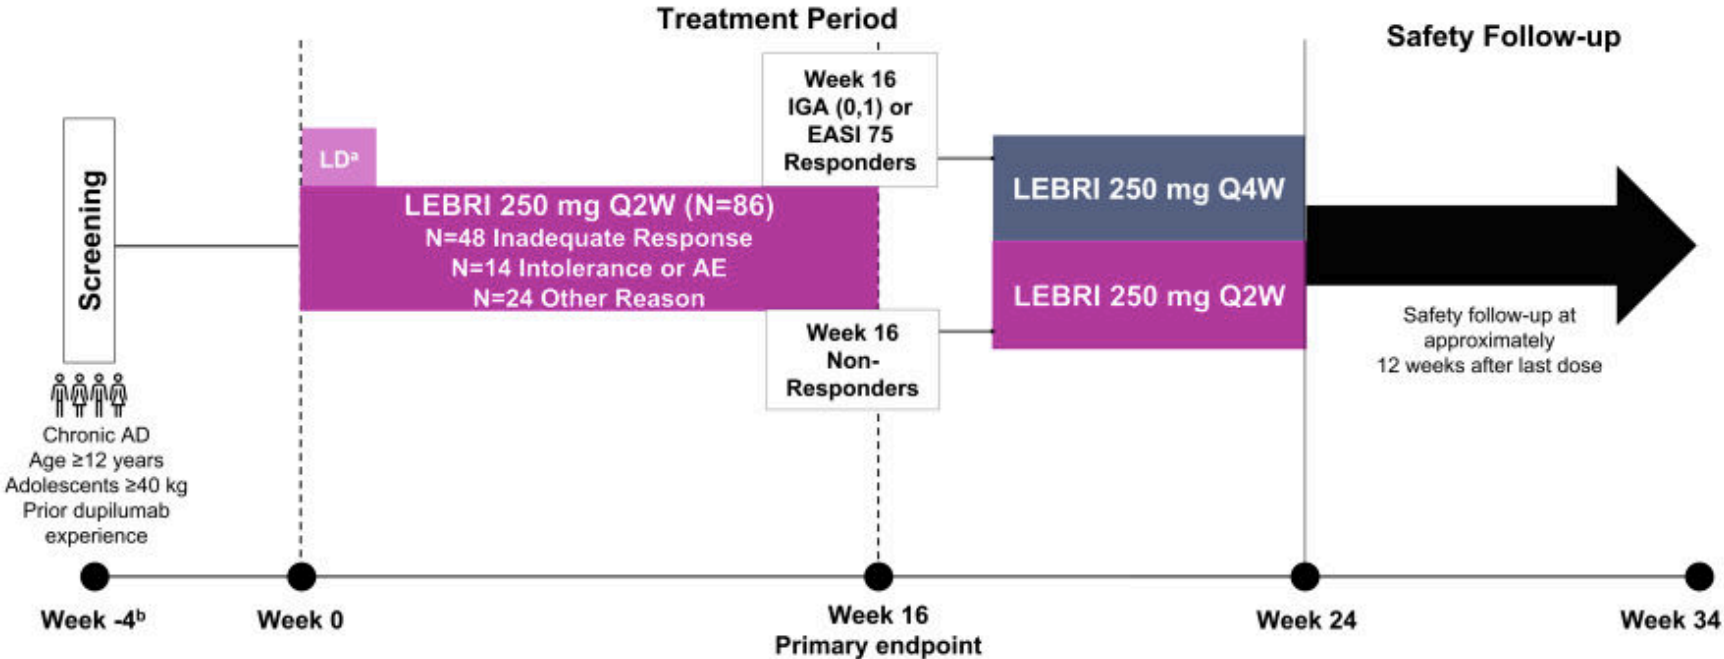 Treatment Period
Safety Follow-up
Screening
Chronic AD
Age ≥12 years
Adolescents ≥40 kg
Prior dupilumab
experience
LDᵃ
LEBRI 250 mg Q2W (N=86)
N=48 Inadequate Response
N=14 Intolerance or AE
N=24 Other Reason
Week 16
IGA (0,1) or
EASI 75
Responders
Week 16
Non-
Responders
LEBRI 250 mg Q4W
LEBRI 250 mg Q2W
Safety follow-up at
approximately
12 weeks after last dose
Week -4ᵇ
Week 0
Week 16
Primary endpoint
Week 24
Week 34